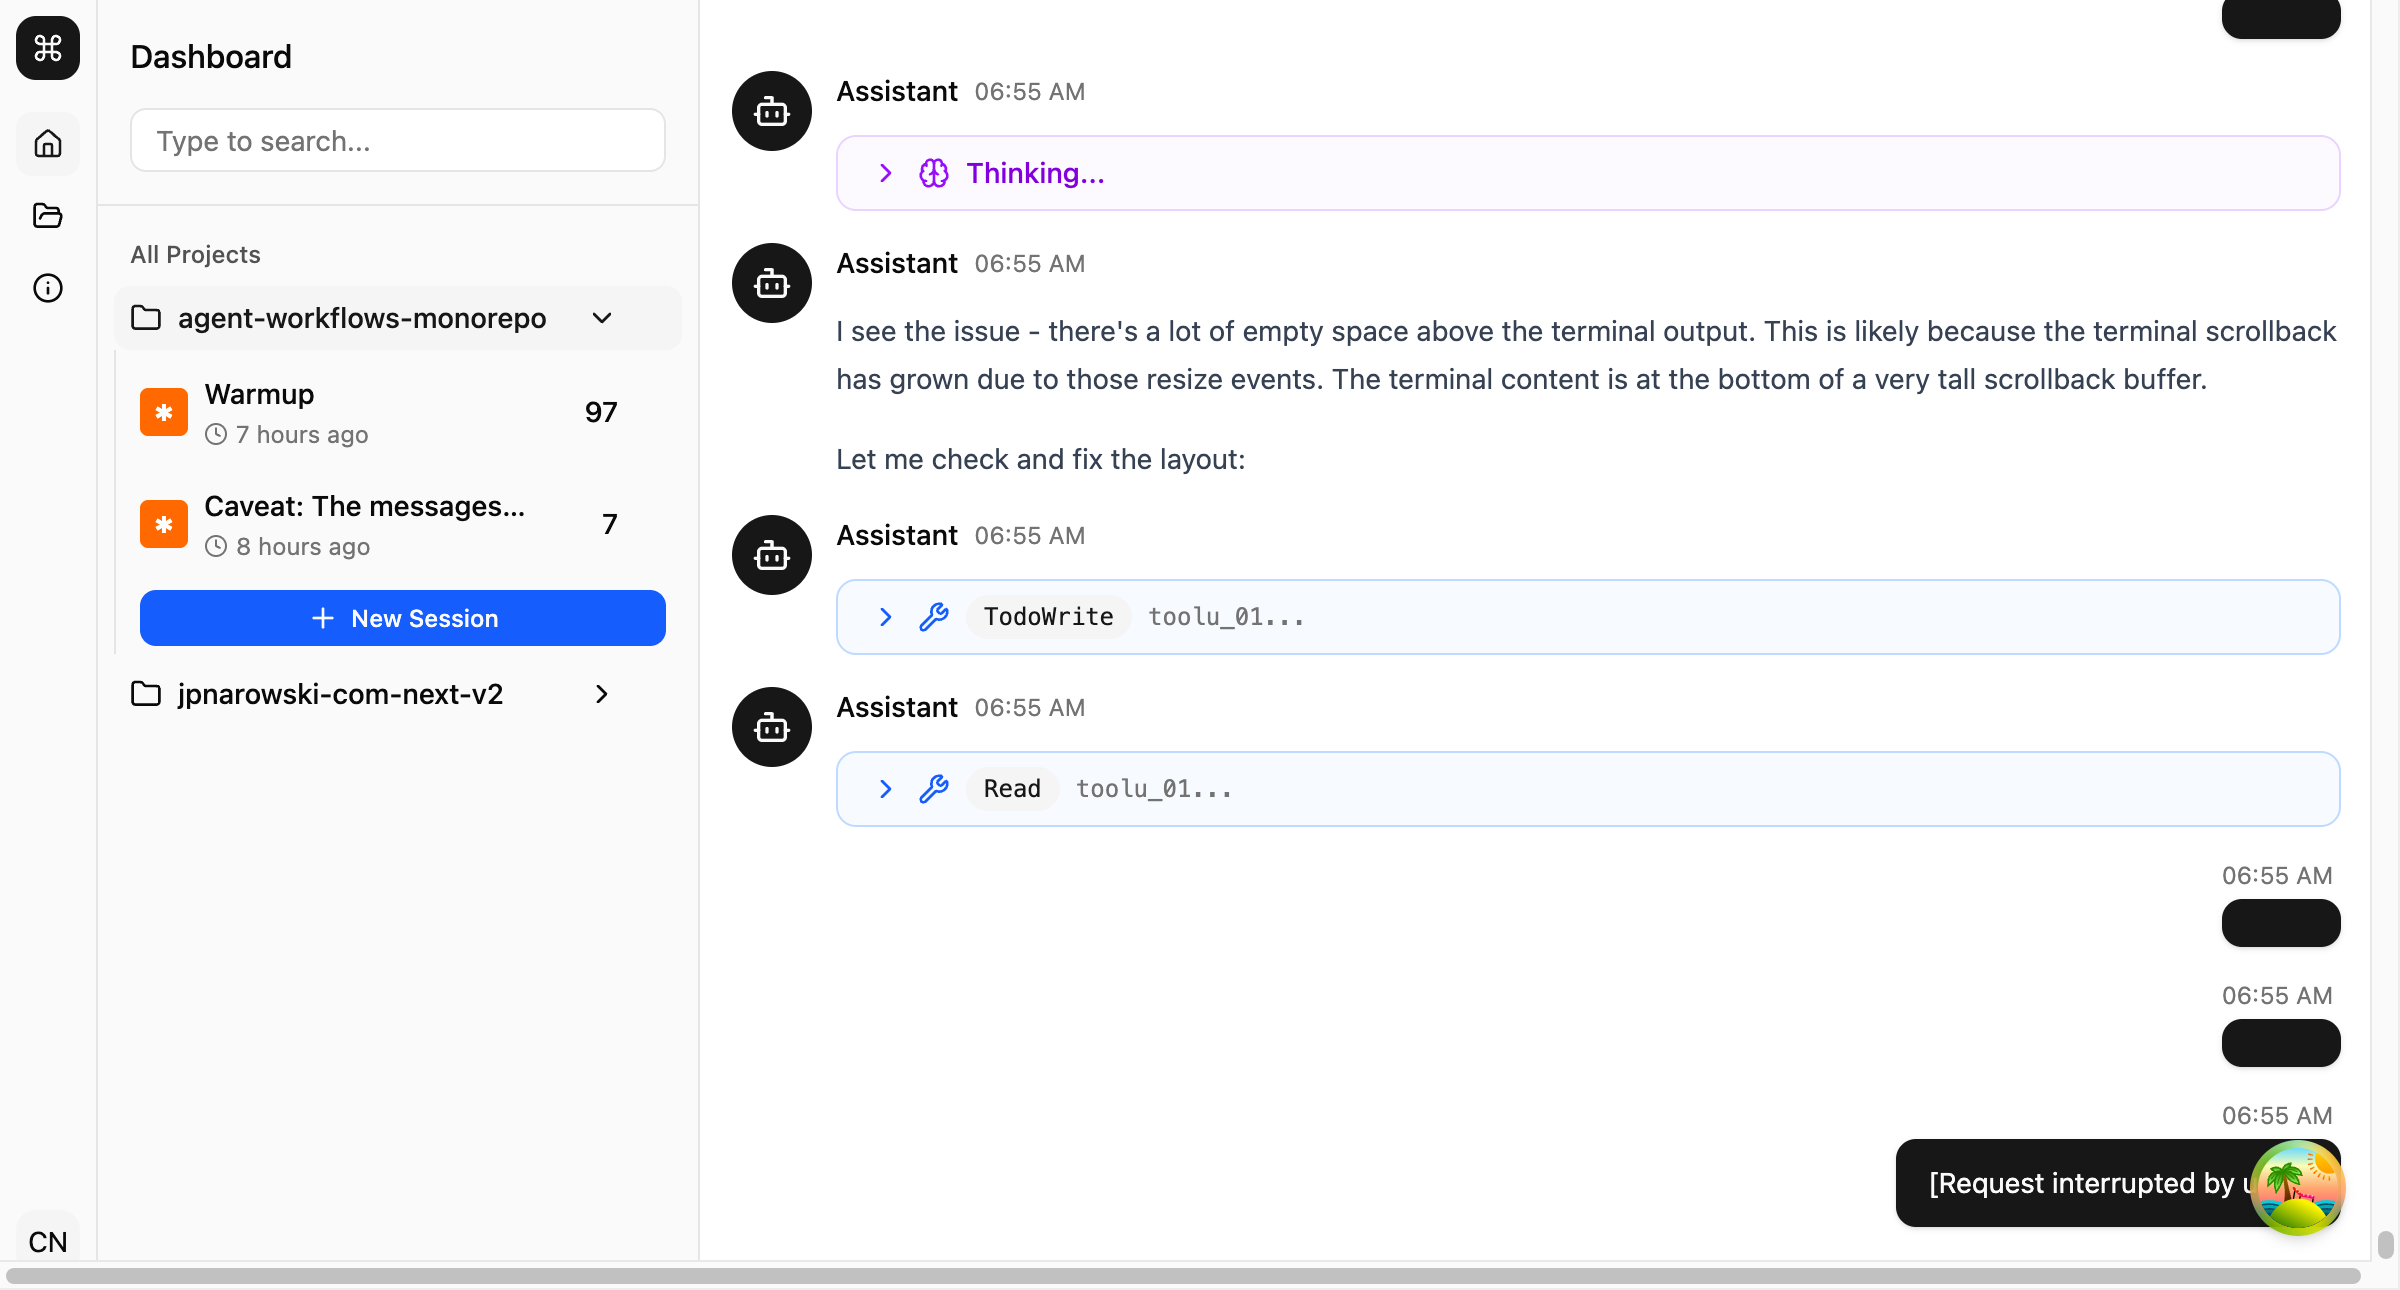 Dashboard
Type to search...
All Projects
agent-workflows-monorepo
Warmup
7 hours ago
97
Caveat: The messages...
8 hours ago
7
New Session
jpnarowski-com-next-v2
CN
Assistant 06:55 AM
Thinking...
Assistant 06:55 AM
I see the issue - there's a lot of empty space above the terminal output. This is likely because the terminal scrollback
has grown due to those resize events. The terminal content is at the bottom of a very tall scrollback buffer.
Let me check and fix the layout:
Assistant 06:55 AM
TodoWrite toolu_01...
Assistant 06:55 AM
Read toolu_01...
06:55 AM
06:55 AM
06:55 AM
[Request interrupted by